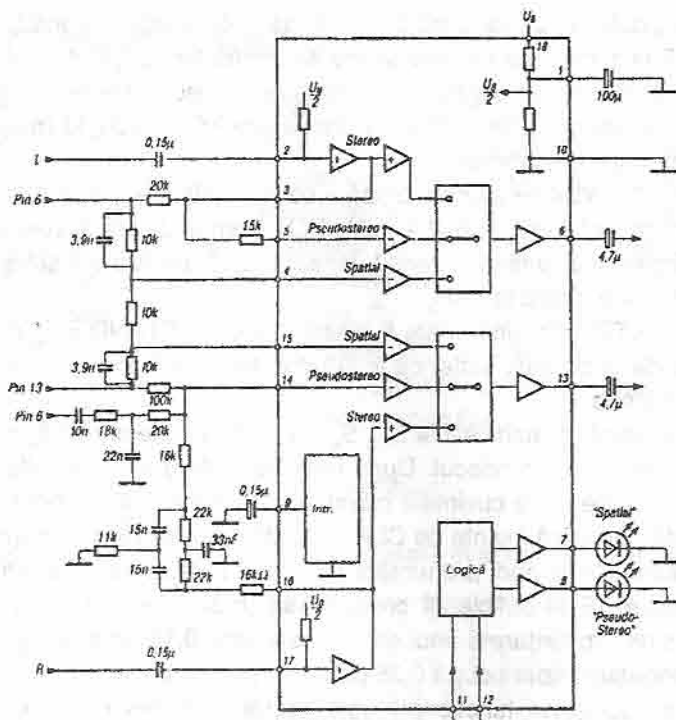 U_B
18
1
100µ
U_B/2
U_B/2
10
0,15µ
2
Stereo
Pin 6
20k
3
15k
5
Pseudostereo
6
3,9n
10k
4
Spatial
4,7µ
10k
Spatial
15
3,9n
10k
Pin 13
14
Pseudostereo
13
100k
Pin 6
4,7µ
10n
18k
20k
Stereo
22n
16k
0,15µ
9
Intr.
15n
22k
11k
33nF
7
"Spatial"
Logică
15n
22k
16kΩ
16
8
U_B/2
"Pseudo-
Stereo"
0,15µ
R
17
11
12